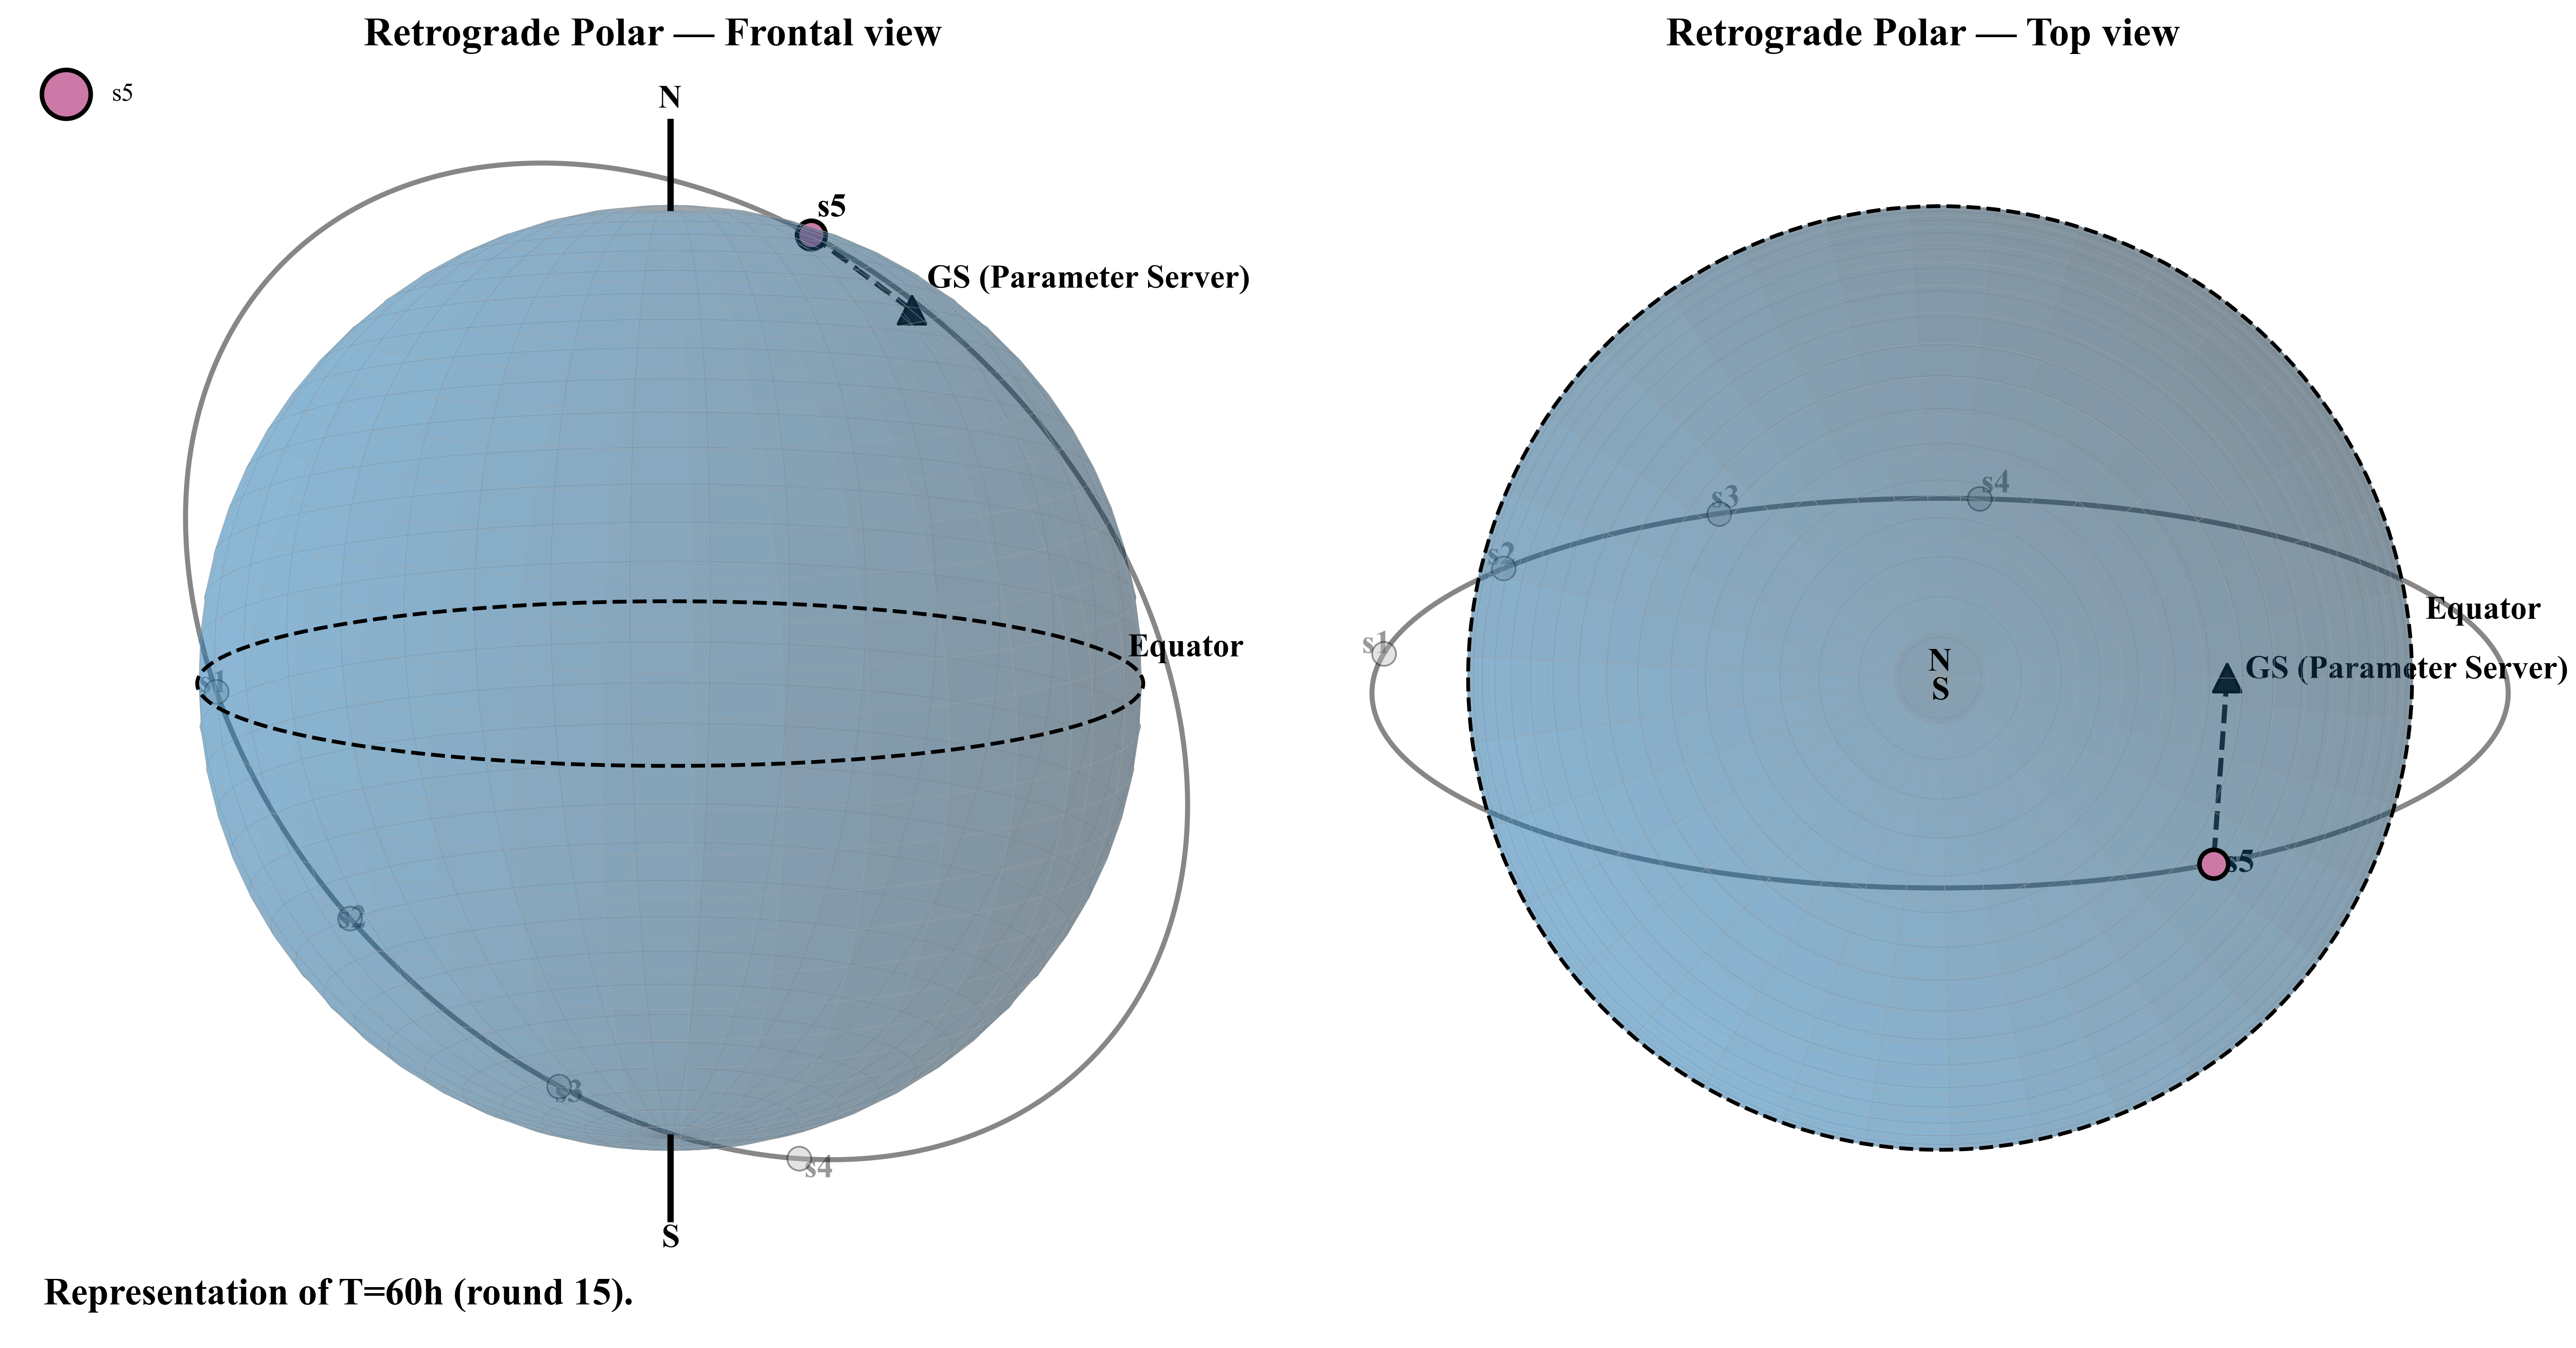 Retrograde Polar — Frontal view
s5
N
s5
GS (Parameter Server)
Equator
s1
s2
s3
s4
S
Retrograde Polar — Top view
s4
s3
s2
Equator
s1
N
S
GS (Parameter Server)
s5
Representation of T=60h (round 15).